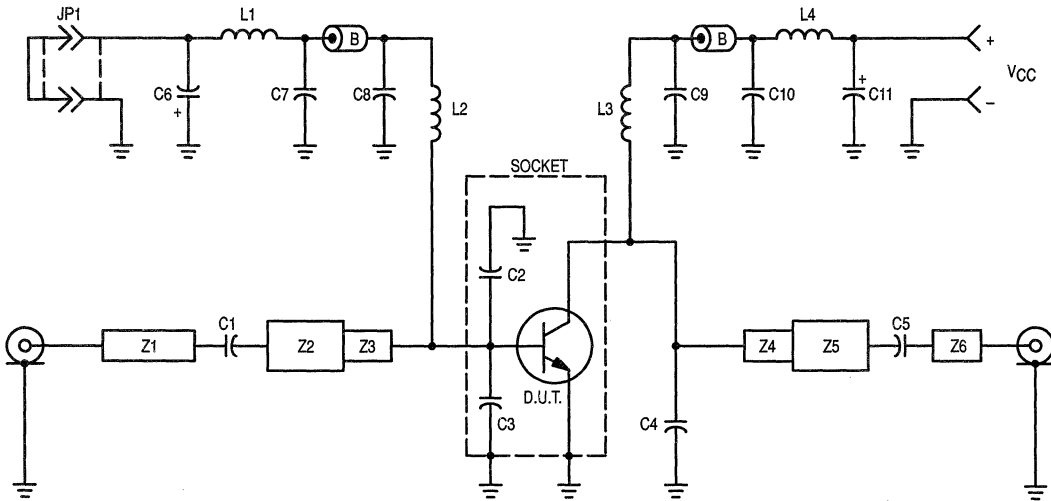 JP1
L1
B
L4
B
+
VCC
–
C6
+
C7
C8
L2
L3
C9
C10
+
C11
SOCKET
C2
Z1
C1
Z2
Z3
D.U.T.
C3
C4
Z4
Z5
C5
Z6